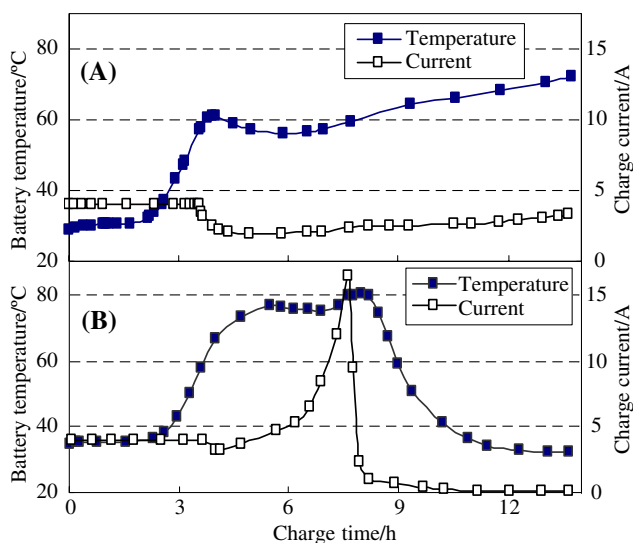 (A)
Temperature
Current
Battery temperature/ºC
80
60
40
20
Charge current/A
15
10
5
0
(B)
Temperature
Current
Battery temperature/ºC
80
60
40
20
Charge current/A
15
10
5
0
0 3 6 9 12
Charge time/h